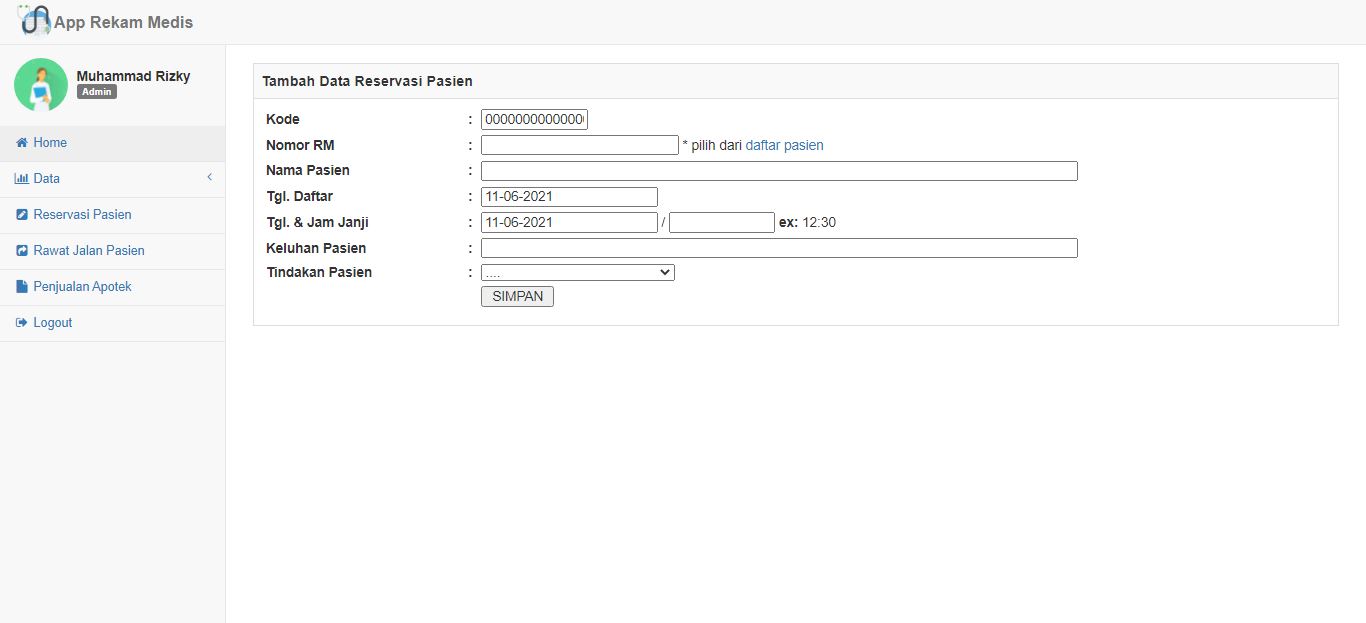 App Rekam Medis
Muhammad Rizky
Admin
Home
Data
Reservasi Pasien
Rawat Jalan Pasien
Penjualan Apotek
Logout
Tambah Data Reservasi Pasien
Kode : 0000000000000
Nomor RM : * pilih dari daftar pasien
Nama Pasien :
Tgl. Daftar : 11-06-2021
Tgl. & Jam Janji : 11-06-2021 / ex: 12:30
Keluhan Pasien :
Tindakan Pasien : ....
SIMPAN